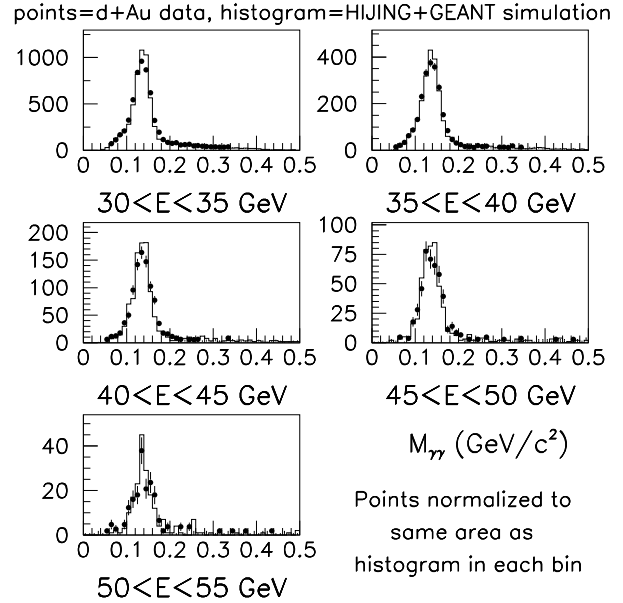 points=d+Au data, histogram=HIJING+GEANT simulation
1000
500
0
0 0.1 0.2 0.3 0.4 0.5
30<E<35 GeV
400
200
0
0 0.1 0.2 0.3 0.4 0.5
35<E<40 GeV
200
150
100
50
0
0 0.1 0.2 0.3 0.4 0.5
40<E<45 GeV
100
75
50
25
0
0 0.1 0.2 0.3 0.4 0.5
45<E<50 GeV
40
20
0
0 0.1 0.2 0.3 0.4 0.5
50<E<55 GeV
Mγγ (GeV/c²)
Points normalized to
same area as
histogram in each bin